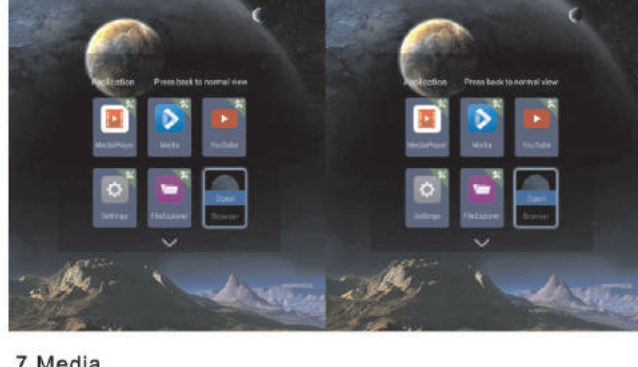 Application Press back to normal view Application Press back to normal view
MediaPlayer Media YouTube MediaPlayer Media YouTube
Open Open
Settings FileExplorer Browser Settings FileExplorer Browser
7 Media